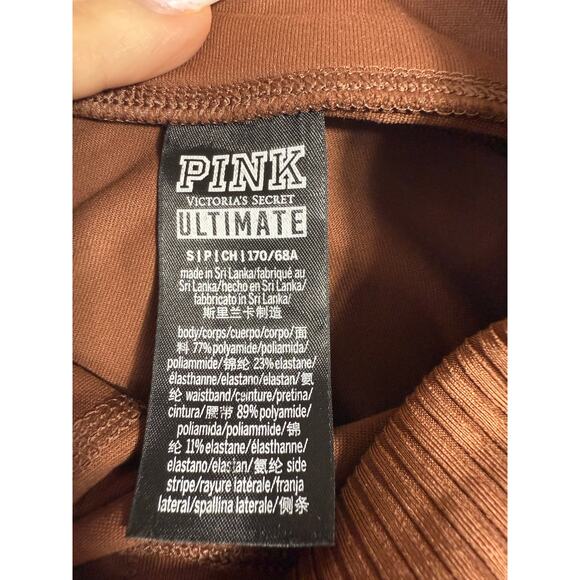 PINK
VICTORIA'S SECRET
ULTIMATE
S|P|CH|170/68A
made in Sri Lanka/fabriqué au
Sri Lanka/hecho en Sri Lanka/
fabbricato in Sri Lanka/
斯里兰卡制造
body/corps/cuerpo/corpo/面
料 77% polyamide/poliamida/
poliammide/锦纶 23% elastane/
élasthanne/elastano/elastan/氨
纶 waistband/ceinture/pretina/
cintura/腰节 89% polyamide/
poliamida/poliammide/锦
纶 11% elastane/élasthanne/
elastano/elastan/氨纶 side
stripe/rayure latérale/franja
lateral/spallina laterale/侧条